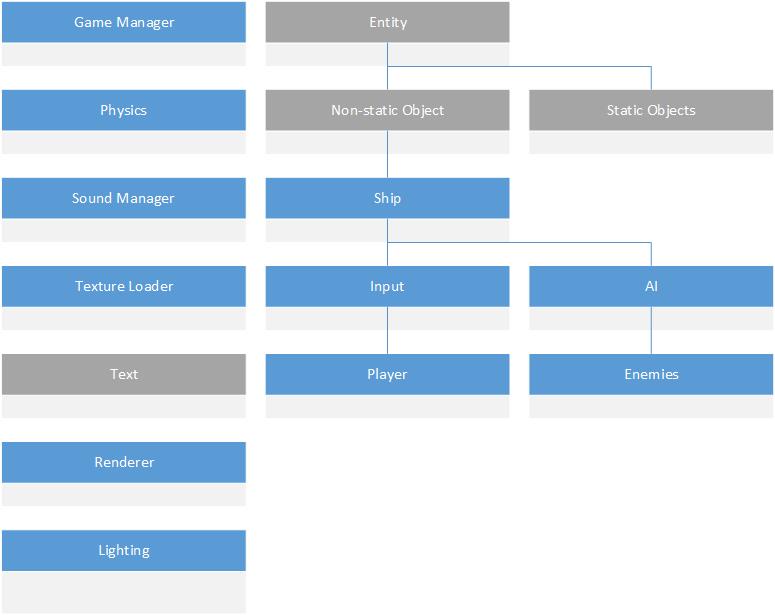 Game Manager
Entity
Physics
Non-static Object
Static Objects
Sound Manager
Ship
Texture Loader
Input
AI
Text
Player
Enemies
Renderer
Lighting